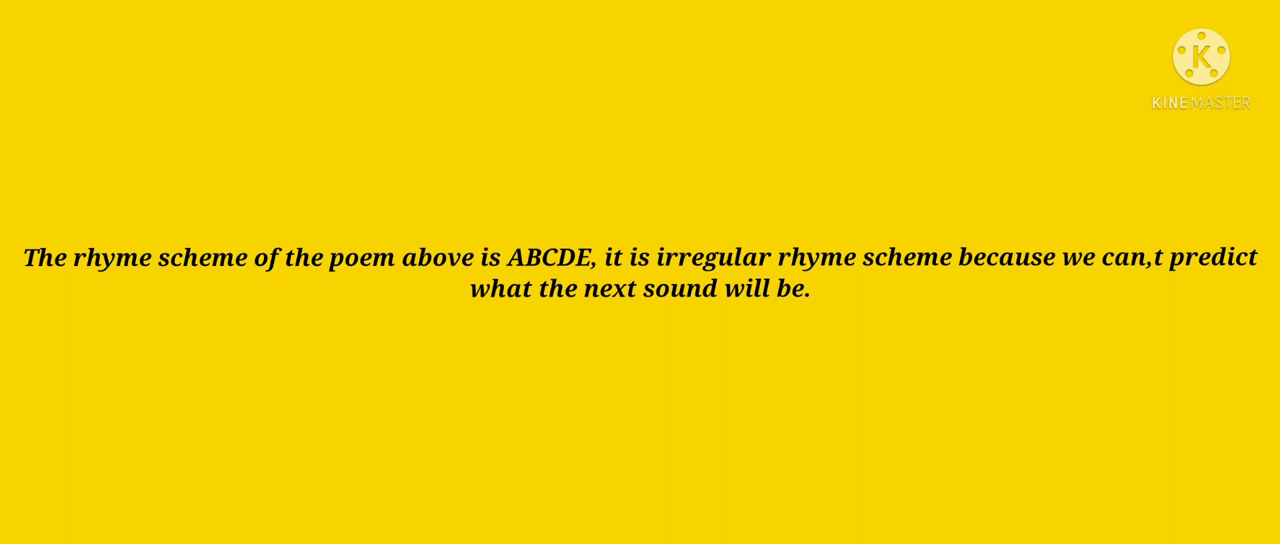 K
KINEMASTER
The rhyme scheme of the poem above is ABCDE, it is irregular rhyme scheme because we can,t predict
what the next sound will be.